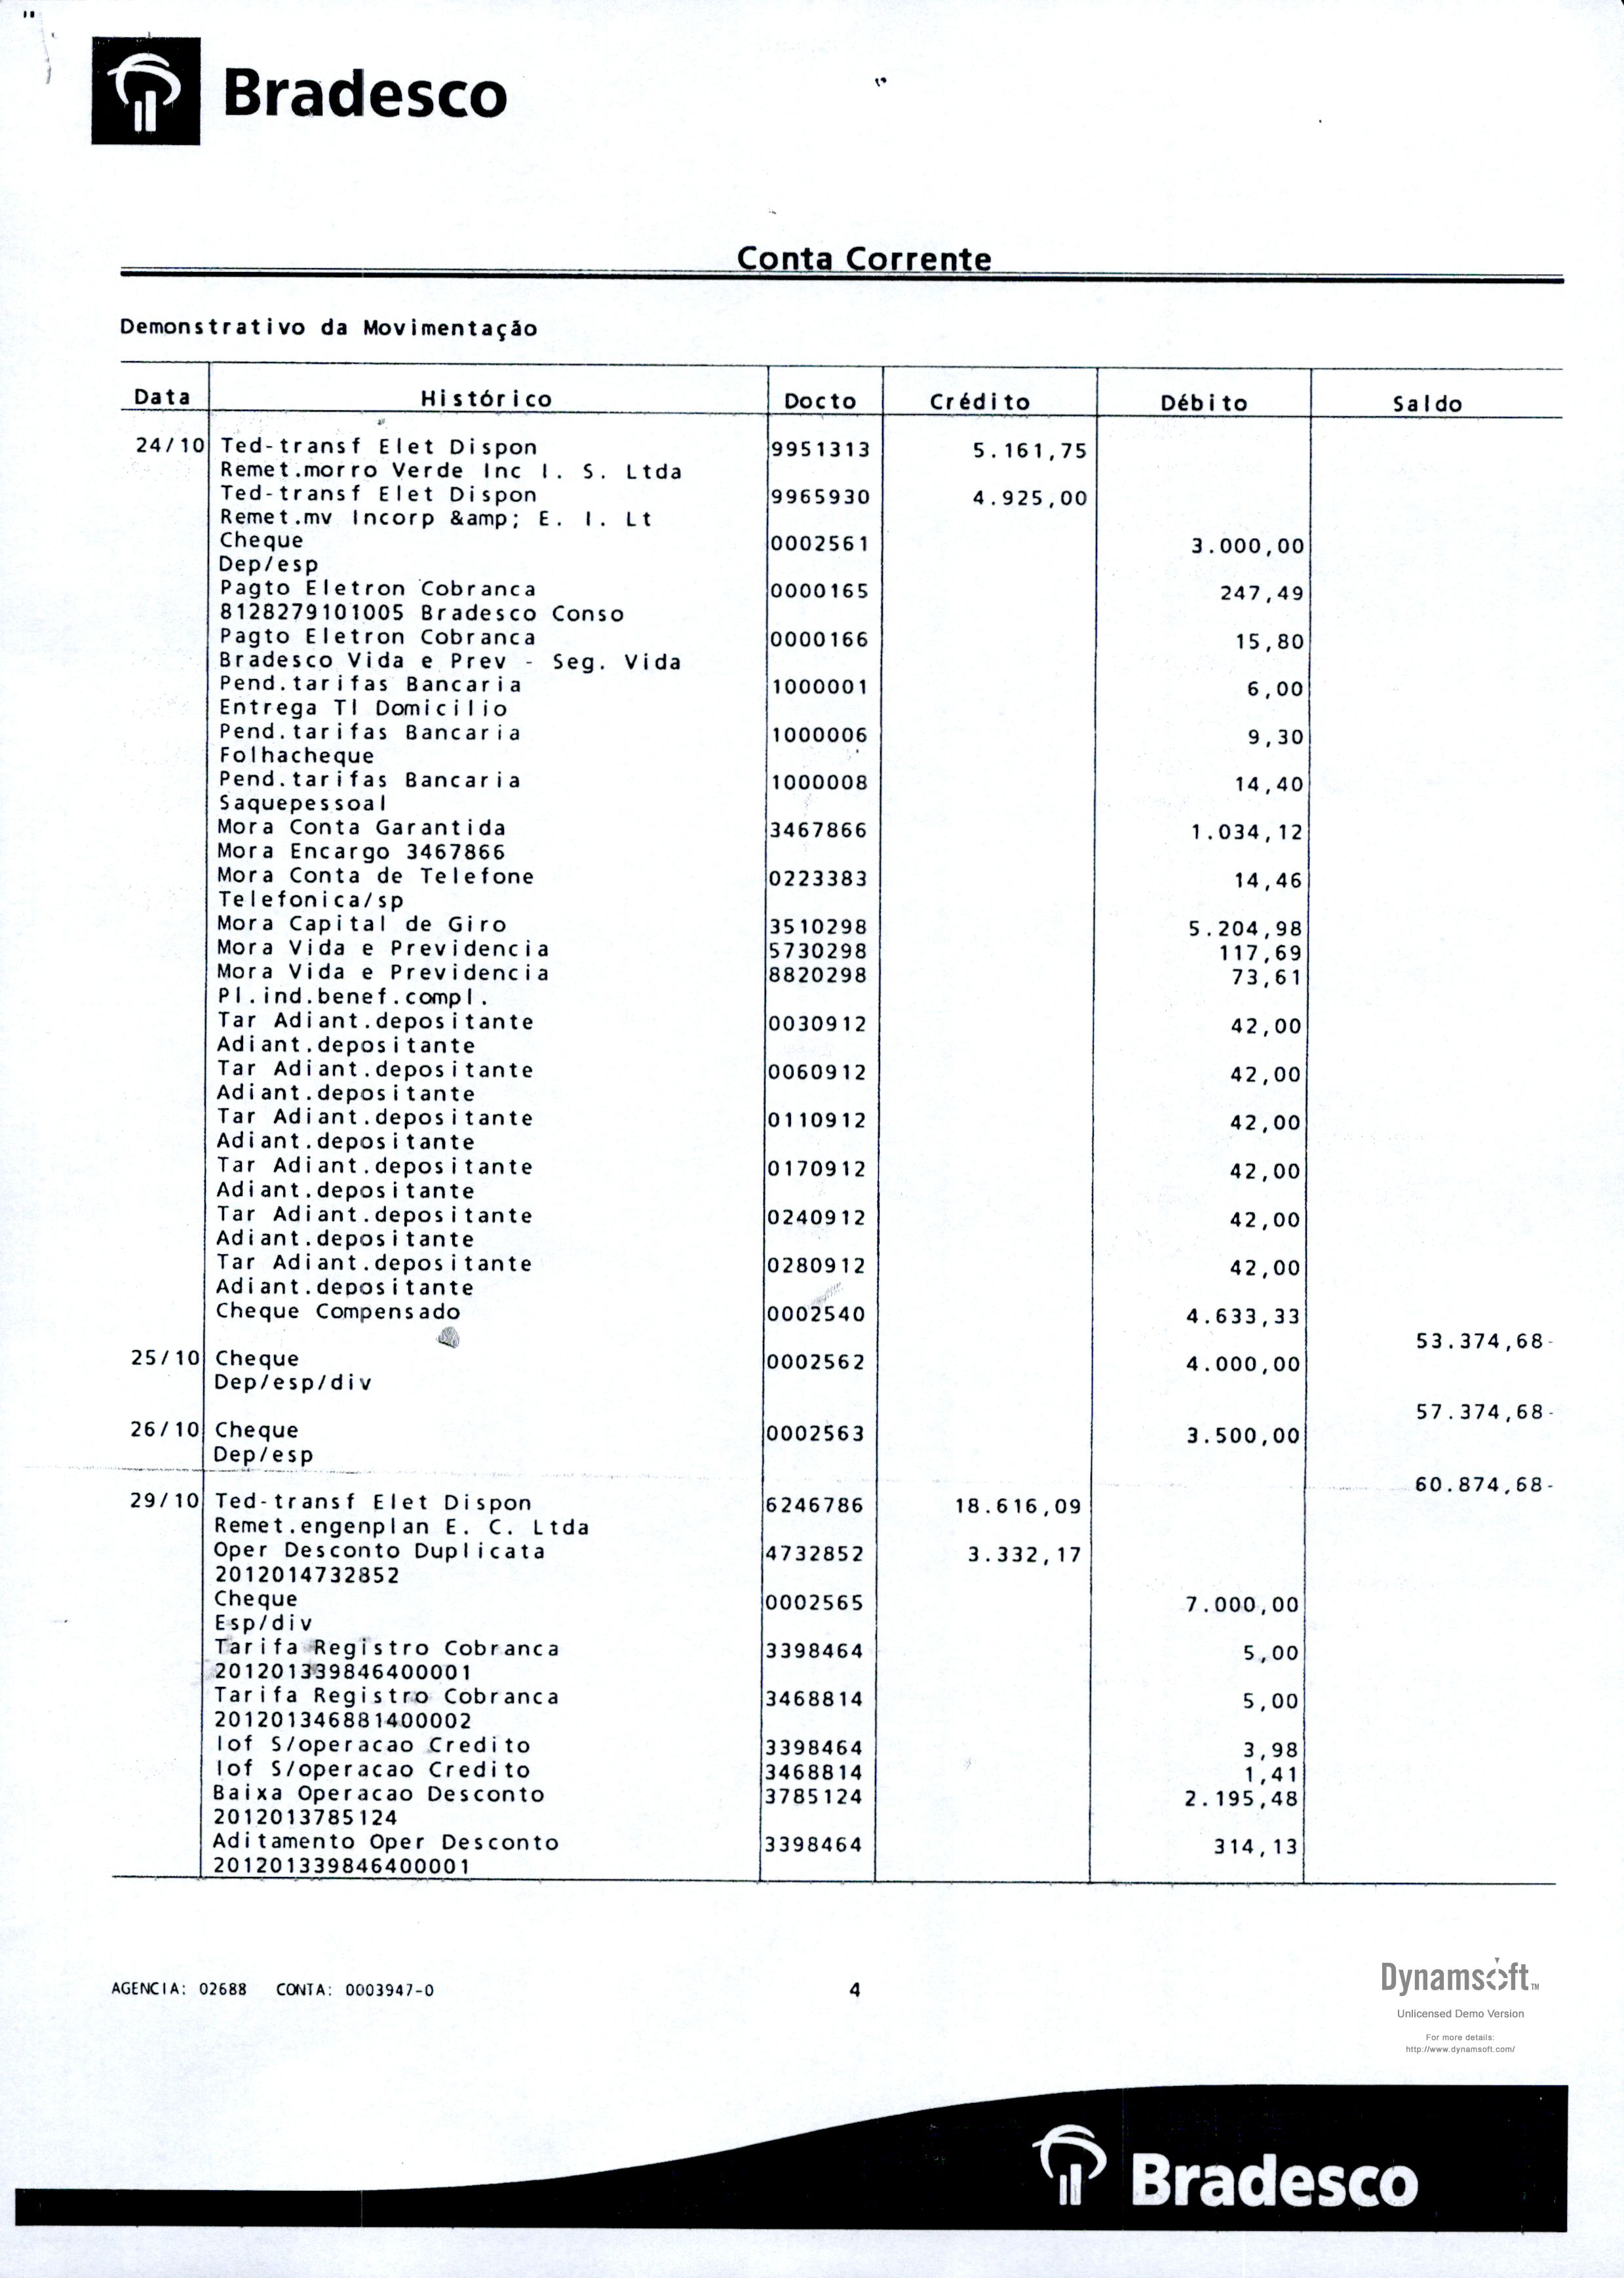 Bradesco
Conta Corrente
Demonstrativo da Movimentação
Data Histórico Docto Crédito Débito Saldo
24/10 Ted-transf Elet Dispon 9951313 5.161,75
Remet.morro Verde Inc I. S. Ltda
Ted-transf Elet Dispon 9965930 4.925,00
Remet.mv Incorp &amp; E. I. Lt
Cheque 0002561 3.000,00
Dep/esp
Pagto Eletron Cobranca 0000165 247,49
8128279101005 Bradesco Conso
Pagto Eletron Cobranca 0000166 15,80
Bradesco Vida e Prev - Seg. Vida
Pend.tarifas Bancaria 1000001 6,00
Entrega Tl Domicilio
Pend.tarifas Bancaria 1000006 9,30
Folhacheque
Pend.tarifas Bancaria 1000008 14,40
Saquepessoal
Mora Conta Garantida 3467866 1.034,12
Mora Encargo 3467866
Mora Conta de Telefone 0223383 14,46
Telefonica/sp
Mora Capital de Giro 3510298 5.204,98
Mora Vida e Previdencia 5730298 117,69
Mora Vida e Previdencia 8820298 73,61
Pl.ind.benef.compl.
Tar Adiant.depositante 0030912 42,00
Adiant.depositante
Tar Adiant.depositante 0060912 42,00
Adiant.depositante
Tar Adiant.depositante 0110912 42,00
Adiant.depositante
Tar Adiant.depositante 0170912 42,00
Adiant.depositante
Tar Adiant.depositante 0240912 42,00
Adiant.depositante
Tar Adiant.depositante 0280912 42,00
Adiant.depositante
Cheque Compensado 0002540 4.633,33
53.374,68-
25/10 Cheque 0002562 4.000,00
Dep/esp/div
57.374,68-
26/10 Cheque 0002563 3.500,00
Dep/esp
60.874,68-
29/10 Ted-transf Elet Dispon 6246786 18.616,09
Remet.engenplan E. C. Ltda
Oper Desconto Duplicata 4732852 3.332,17
2012014732852
Cheque 0002565 7.000,00
Esp/div
Tarifa Registro Cobranca 3398464 5,00
201201339846400001
Tarifa Registro Cobranca 3468814 5,00
201201346881400002
Iof S/operacao Credito 3398464 3,98
Iof S/operacao Credito 3468814 1,41
Baixa Operacao Desconto 3785124 2.195,48
2012013785124
Aditamento Oper Desconto 3398464 314,13
201201339846400001
AGENCIA: 02688 CONTA: 0003947-0 4
Dynamsoft TM
Unlicensed Demo Version
For more details:
http://www.dynamsoft.com/
Bradesco